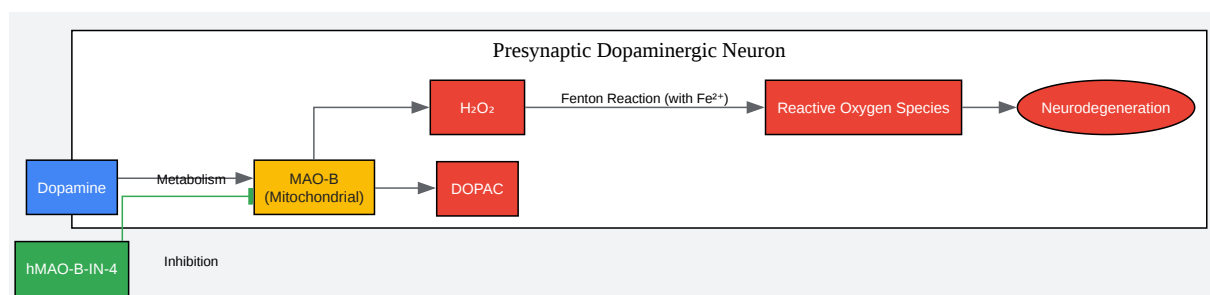 Presynaptic Dopaminergic Neuron
H₂O₂
Fenton Reaction (with Fe²⁺)
Reactive Oxygen Species
Neurodegeneration
Dopamine
Metabolism
MAO-B
(Mitochondrial)
DOPAC
hMAO-B-IN-4
Inhibition